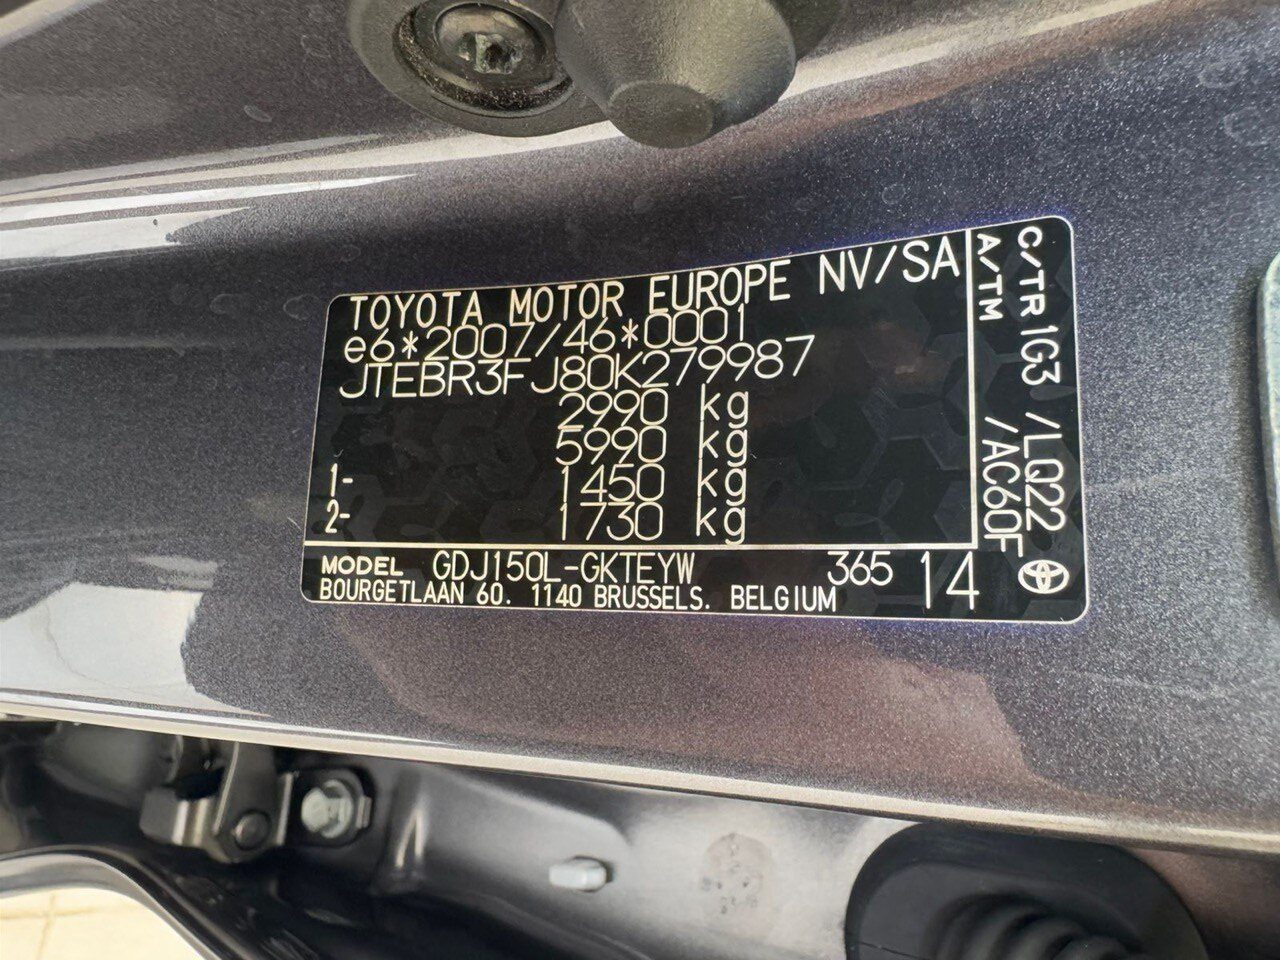 TOYOTA MOTOR EUROPE NV/SA
e6*2007/46*0001
JTEBR3FJ80K279987
2990 kg
5990 kg
1- 1450 kg
2- 1730 kg
MODEL GDJ150L-GKTEYW 365 14
BOURGETLAAN 60. 1140 BRUSSELS. BELGIUM
C/TR 1G3 /LQ22
A/TM /AC60F